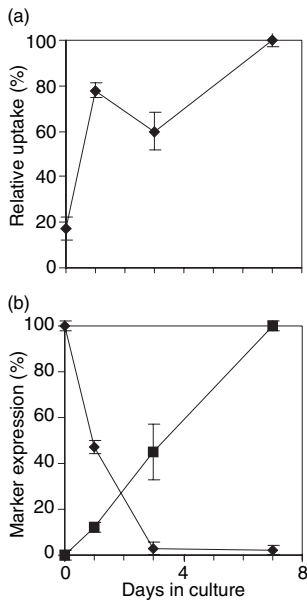 (a)
Relative uptake (%)
100
80
60
40
20
0
(b)
Marker expression (%)
100
80
60
40
20
0
0 4 8
Days in culture